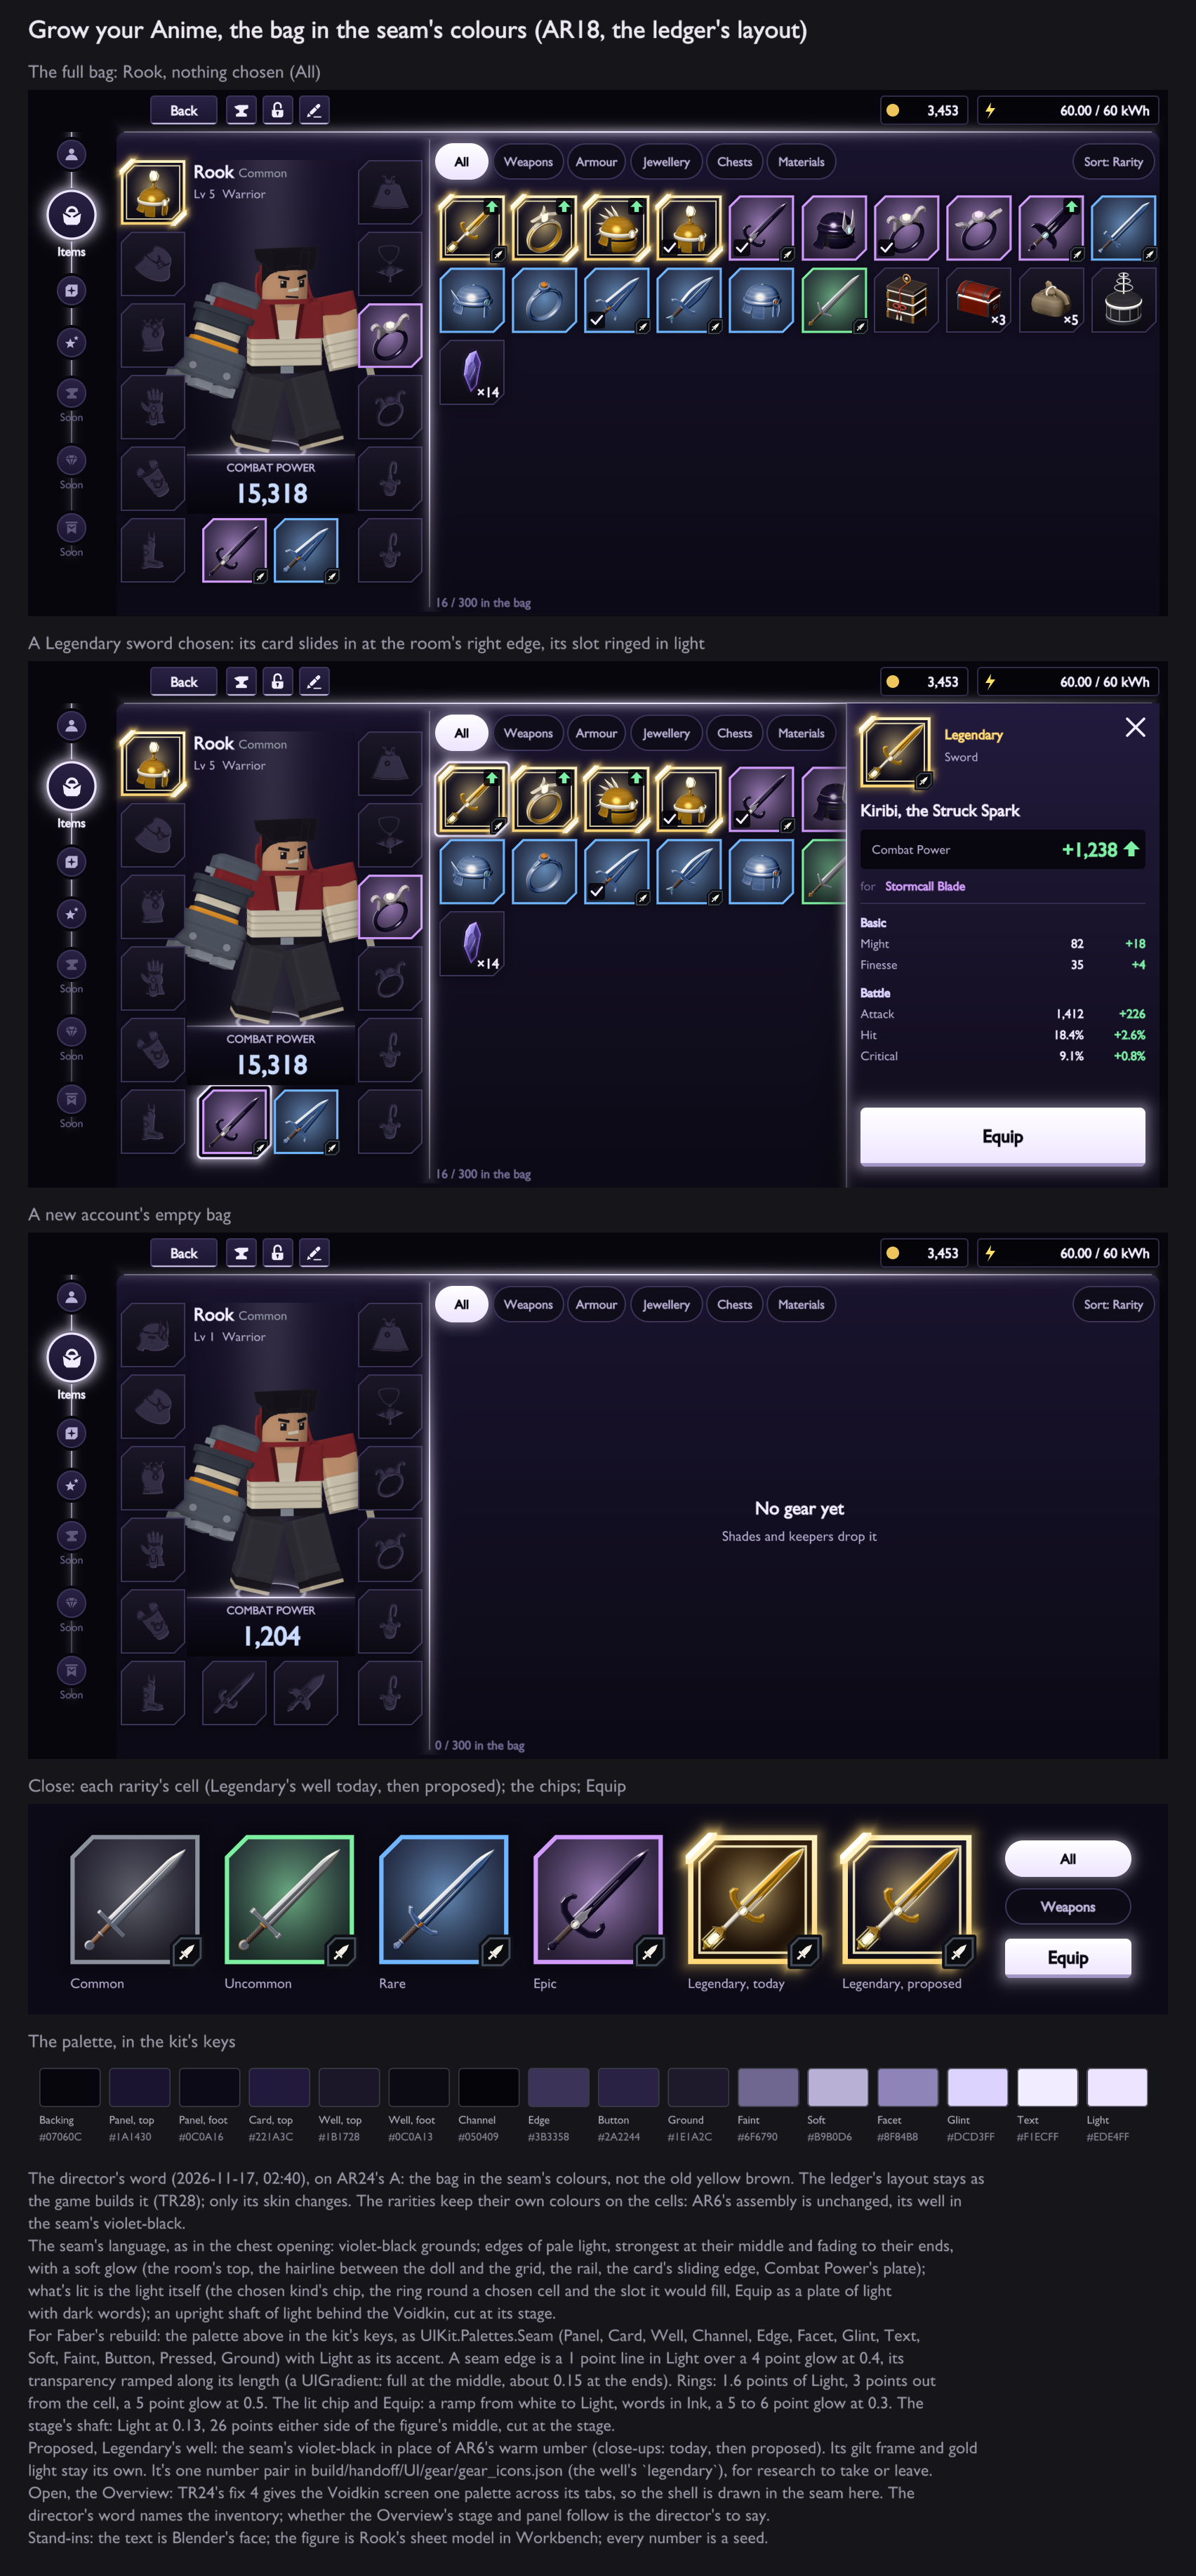 Grow your Anime, the bag in the seam's colours (AR18, the ledger's layout)
The full bag: Rook, nothing chosen (All)
Back
3,453
60.00 / 60 kWh
Rook Common
Lv 5 Warrior
All
Weapons
Armour
Jewellery
Chests
Materials
Sort: Rarity
Items
×3
×5
×14
Soon
Soon
Soon
COMBAT POWER
15,318
16 / 300 in the bag
A Legendary sword chosen: its card slides in at the room's right edge, its slot ringed in light
Back
3,453
60.00 / 60 kWh
Rook Common
Lv 5 Warrior
All
Weapons
Armour
Jewellery
Chests
Materials
Items
×14
Soon
Soon
Soon
COMBAT POWER
15,318
16 / 300 in the bag
Legendary
Sword
Kiribi, the Struck Spark
Combat Power +1,238
for Stormcall Blade
Basic
Might 82 +18
Finesse 35 +4
Battle
Attack 1,412 +226
Hit 18.4% +2.6%
Critical 9.1% +0.8%
Equip
A new account's empty bag
Back
3,453
60.00 / 60 kWh
Rook Common
Lv 1 Warrior
All
Weapons
Armour
Jewellery
Chests
Materials
Sort: Rarity
Items
Soon
Soon
Soon
No gear yet
Shades and keepers drop it
COMBAT POWER
1,204
0 / 300 in the bag
Close: each rarity's cell (Legendary's well today, then proposed); the chips; Equip
All
Weapons
Equip
Common
Uncommon
Rare
Epic
Legendary, today
Legendary, proposed
The palette, in the kit's keys
Backing Panel, top Panel, foot Card, top Well, top Well, foot Channel Edge Button Ground Faint Soft Facet Glint Text Light
#07060C #1A1430 #0C0A16 #221A3C #1B1728 #0C0A13 #050409 #3B3358 #2A2244 #1E1A2C #6F6790 #B9B0D6 #8F84B8 #DCD3FF #F1ECFF #EDE4FF
The director's word (2026-11-17, 02:40), on AR24's A: the bag in the seam's colours, not the old yellow brown. The ledger's layout stays as
the game builds it (TR28); only its skin changes. The rarities keep their own colours on the cells: AR6's assembly is unchanged, its well in
the seam's violet-black.
The seam's language, as in the chest opening: violet-black grounds; edges of pale light, strongest at their middle and fading to their ends,
with a soft glow (the room's top, the hairline between the doll and the grid, the rail, the card's sliding edge, Combat Power's plate);
what's lit is the light itself (the chosen kind's chip, the ring round a chosen cell and the slot it would fill, Equip as a plate of light
with dark words); an upright shaft of light behind the Voidkin, cut at its stage.
For Faber's rebuild: the palette above in the kit's keys, as UIKit.Palettes.Seam (Panel, Card, Well, Channel, Edge, Facet, Glint, Text,
Soft, Faint, Button, Pressed, Ground) with Light as its accent. A seam edge is a 1 point line in Light over a 4 point glow at 0.4, its
transparency ramped along its length (a UIGradient: full at the middle, about 0.15 at the ends). Rings: 1.6 points of Light, 3 points out
from the cell, a 5 point glow at 0.5. The lit chip and Equip: a ramp from white to Light, words in Ink, a 5 to 6 point glow at 0.3. The
stage's shaft: Light at 0.13, 26 points either side of the figure's middle, cut at the stage.
Proposed, Legendary's well: the seam's violet-black in place of AR6's warm umber (close-ups: today, then proposed). Its gilt frame and gold
light stay its own. It's one number pair in build/handoff/UI/gear/gear_icons.json (the well's `legendary`), for research to take or leave.
Open, the Overview: TR24's fix 4 gives the Voidkin screen one palette across its tabs, so the shell is drawn in the seam here. The
director's word names the inventory; whether the Overview's stage and panel follow is the director's to say.
Stand-ins: the text is Blender's face; the figure is Rook's sheet model in Workbench; every number is a seed.